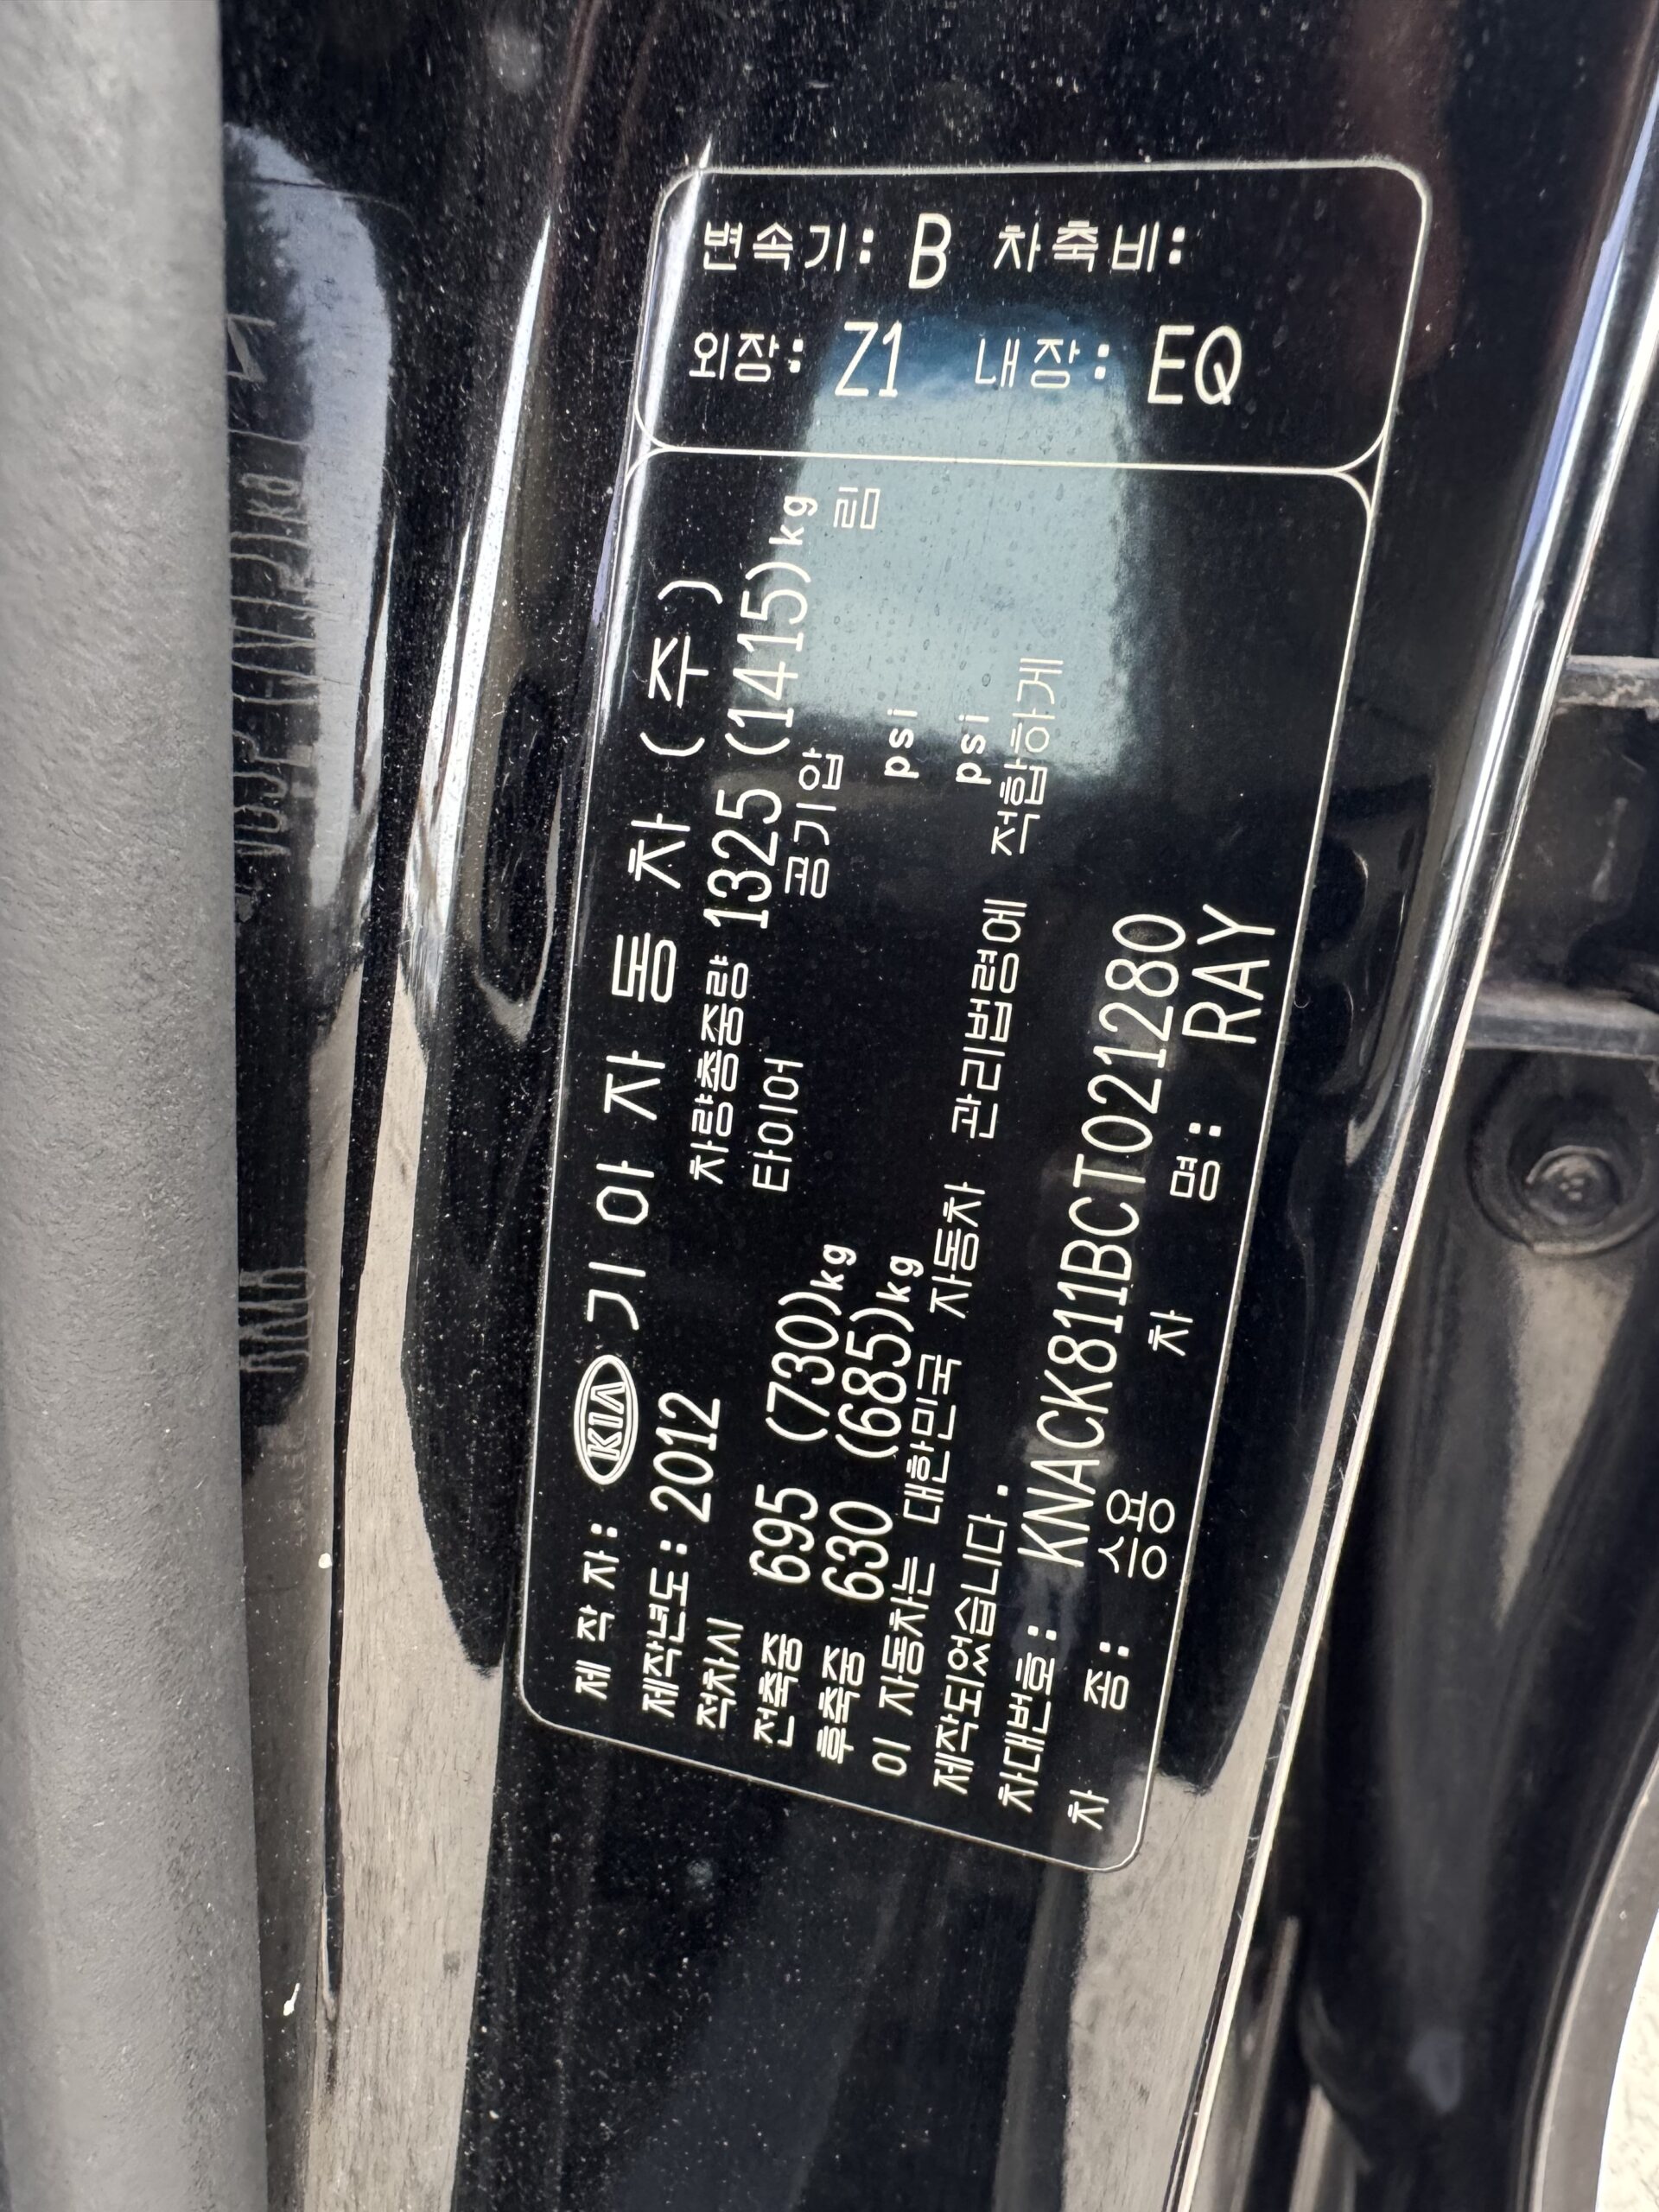 제 작 자: KIA 기 아 자 동 차 (주)
제작년도: 2012 차량총중량 1325 (1415)kg
적차시 타이어 공기압 림
전축중 695 (730)kg psi
후축중 630 (685)kg psi
이 자동차는 대한민국 자동차 관리법령에 적합하게
제작되었습니다.
차대번호: KNACK811BCT021280
차 종: 승용 차 명: RAY
변속기: B 차축비:
외장: Z1 내장: EQ